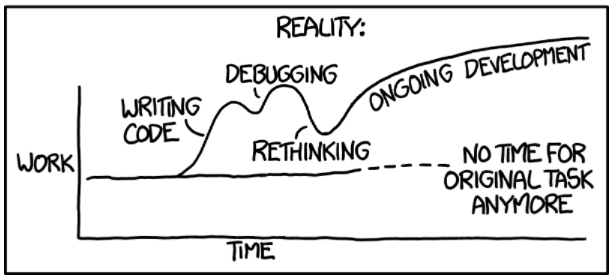 REALITY:
DEBUGGING
WRITING
CODE
ONGOING DEVELOPMENT
RETHINKING
WORK
NO TIME FOR
ORIGINAL TASK
ANYMORE
TIME